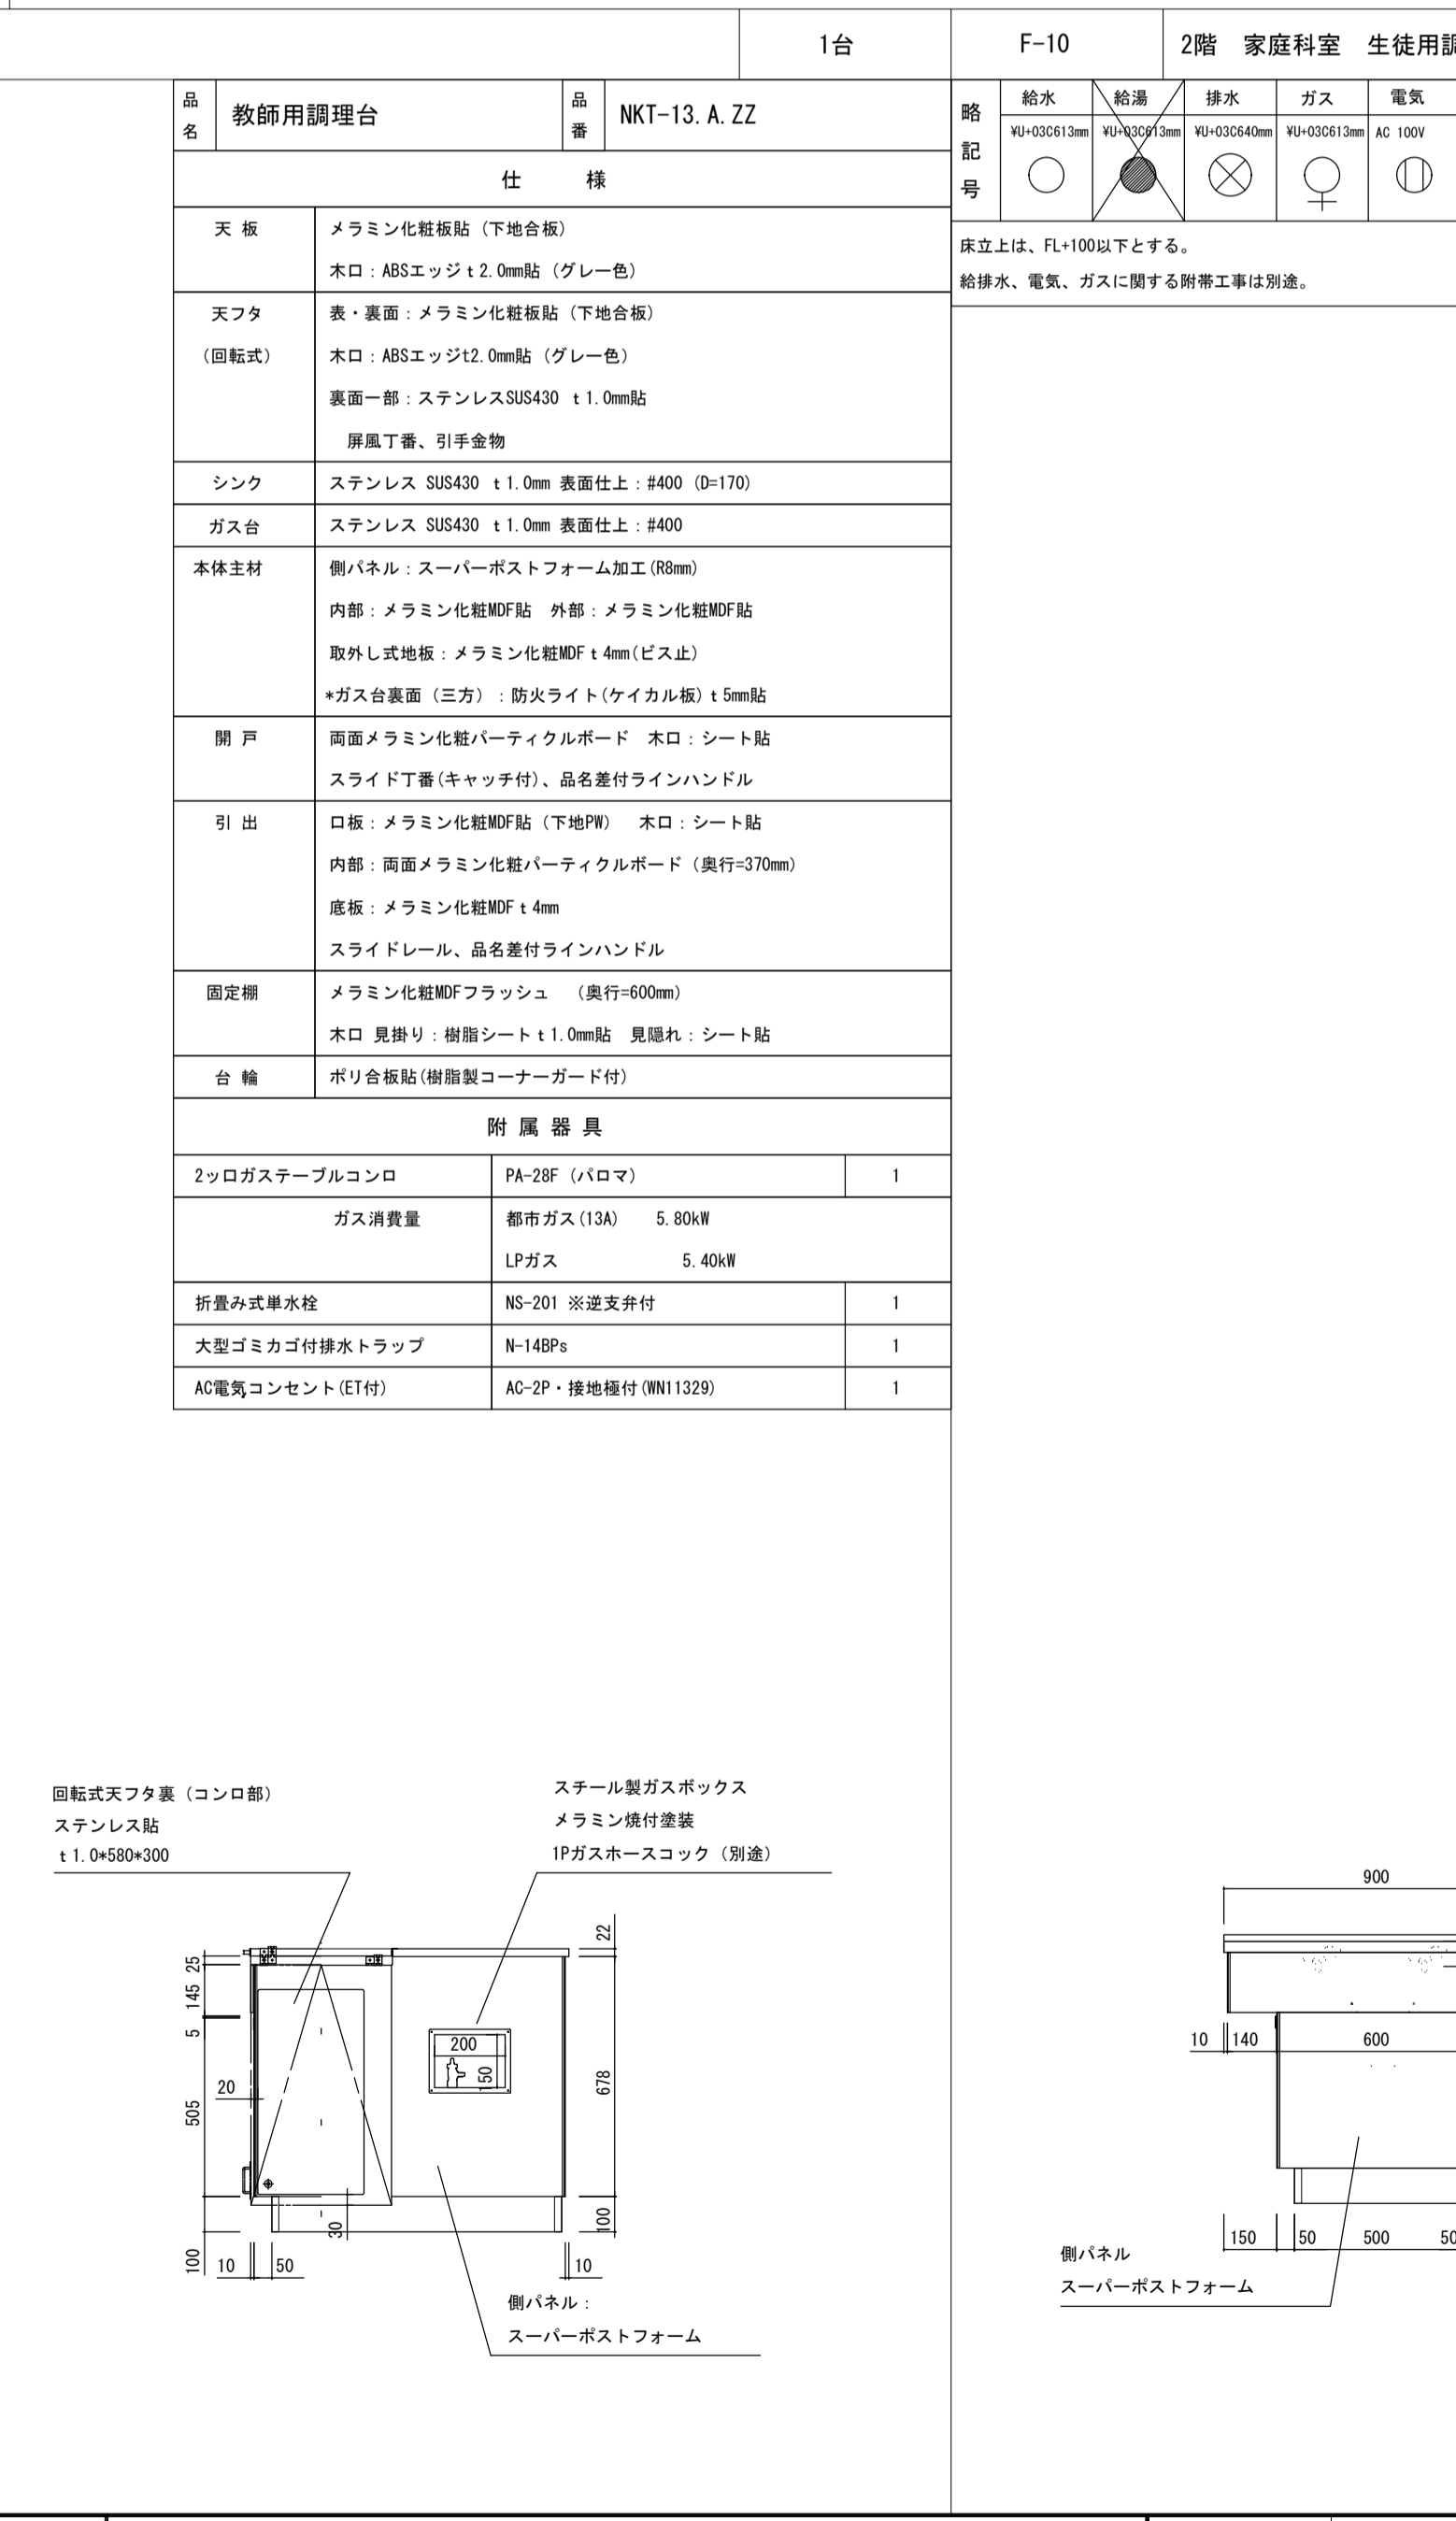 1台
F-10
2階 家庭科室 生徒用調
品名 教師用調理台 品番 NKT-13.A.ZZ
仕 様
天 板 メラミン化粧板貼（下地合板）
木口：ABSエッジｔ2.0mm貼（グレー色）
天フタ 表・裏面：メラミン化粧板貼（下地合板）
（回転式） 木口：ABSエッジt2.0mm貼（グレー色）
裏面一部：ステンレスSUS430 ｔ1.0mm貼
屏風丁番、引手金物
シンク ステンレス SUS430 ｔ1.0mm 表面仕上：#400（D=170）
ガス台 ステンレス SUS430 ｔ1.0mm 表面仕上：#400
本体主材 側パネル：スーパーポストフォーム加工(R8mm)
内部：メラミン化粧MDF貼 外部：メラミン化粧MDF貼
取外し式地板：メラミン化粧MDFｔ4mm(ビス止)
*ガス台裏面（三方）：防火ライト(ケイカル板)ｔ5mm貼
開 戸 両面メラミン化粧パーティクルボード 木口：シート貼
スライド丁番(キャッチ付)、品名差付ラインハンドル
引 出 口板：メラミン化粧MDF貼（下地PW） 木口：シート貼
内部：両面メラミン化粧パーティクルボード（奥行=370mm）
底板：メラミン化粧MDFｔ4mm
スライドレール、品名差付ラインハンドル
固定棚 メラミン化粧MDFフラッシュ （奥行=600mm）
木口 見掛り：樹脂シートｔ1.0mm貼 見隠れ：シート貼
台 輪 ポリ合板貼(樹脂製コーナーガード付)
附 属 器 具
2ッ口ガステーブルコンロ PA-28F（パロマ） 1
ガス消費量 都市ガス(13A) 5.80kW
LPガス 5.40kW
折畳み式単水栓 NS-201 ※逆支弁付 1
大型ゴミカゴ付排水トラップ N-14BPs 1
AC電気コンセント(ET付) AC-2P・接地極付(WN11329) 1
略記号 給水 給湯 排水 ガス 電気
¥U+03C613mm ¥U+03C613mm ¥U+03C640mm ¥U+03C613mm AC 100V
床立上は、FL+100以下とする。
給排水、電気、ガスに関する附帯工事は別途。
回転式天フタ裏（コンロ部）
ステンレス貼
ｔ1.0*580*300
スチール製ガスボックス
メラミン焼付塗装
1Pガスホースコック（別途）
22
25
145
5
505
100
20
200
150
678
100
30
10
50
10
側パネル：
スーパーポストフォーム
900
10
140
600
150
50
500
50
側パネル
スーパーポストフォーム